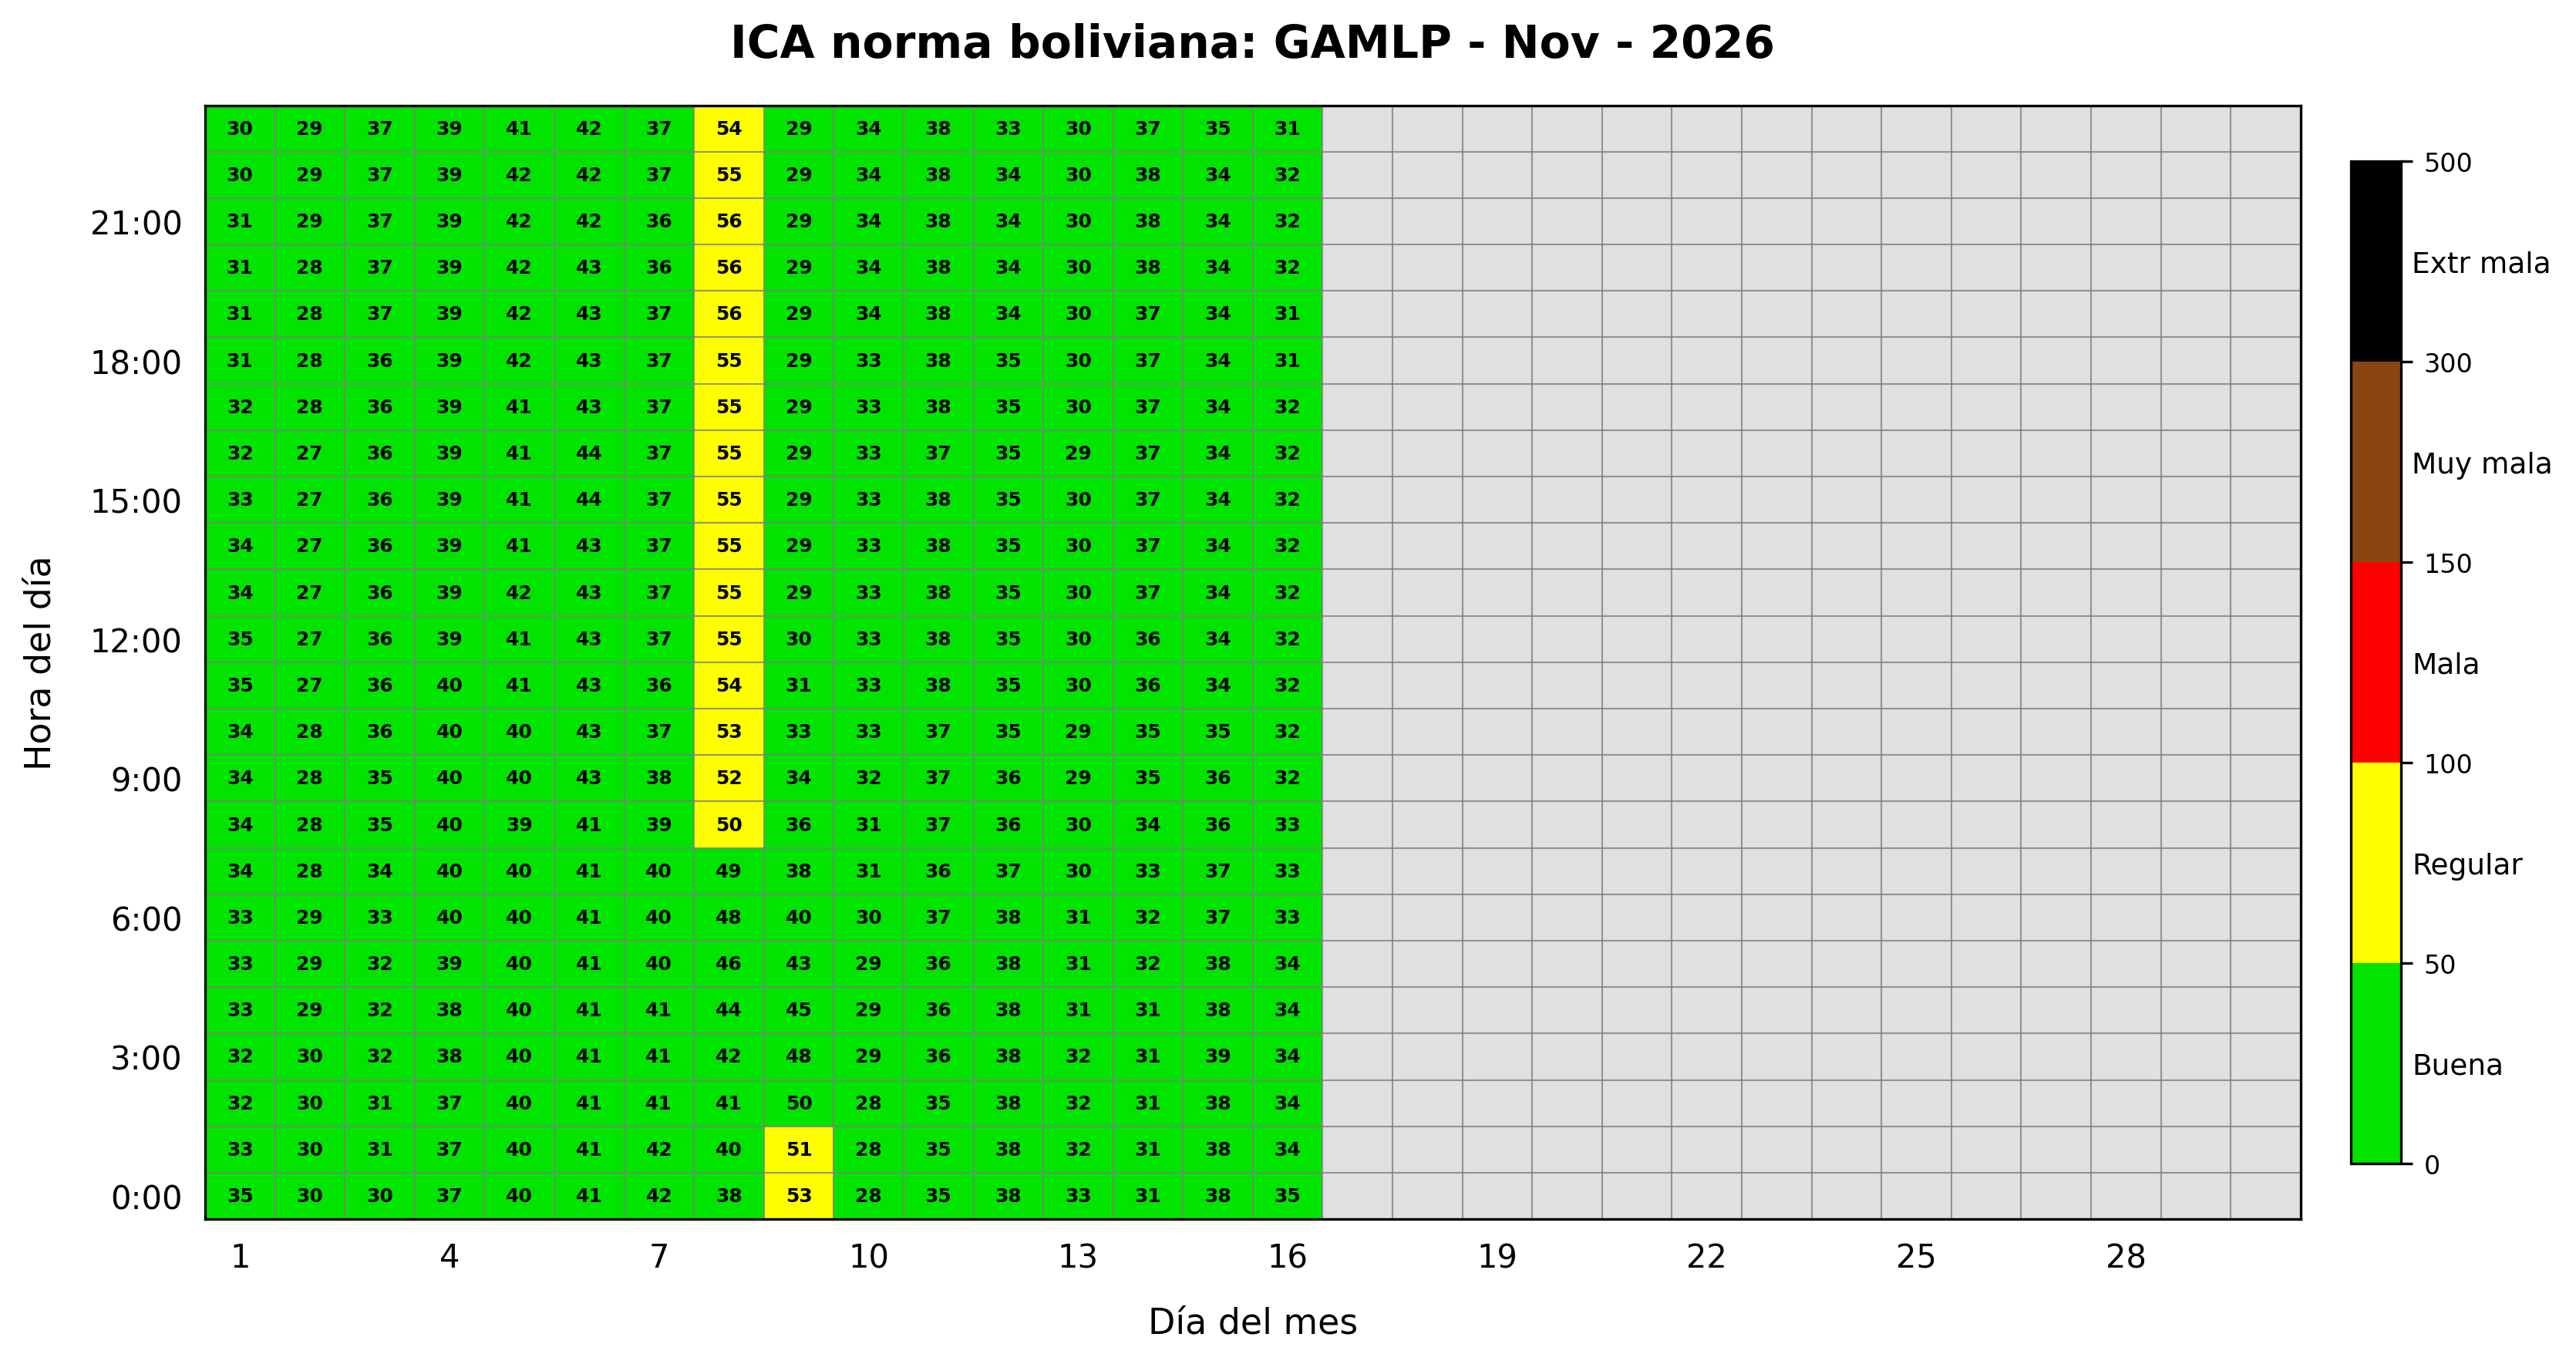 ICA norma boliviana: GAMLP - Nov - 2026
30 29 37 39 41 42 37 54 29 34 38 33 30 37 35 31
30 29 37 39 42 42 37 55 29 34 38 34 30 38 34 32
21:00 31 29 37 39 42 42 36 56 29 34 38 34 30 38 34 32
31 28 37 39 42 43 36 56 29 34 38 34 30 38 34 32
31 28 37 39 42 43 37 56 29 34 38 34 30 37 34 31
18:00 31 28 36 39 42 43 37 55 29 33 38 35 30 37 34 31
32 28 36 39 41 43 37 55 29 33 38 35 30 37 34 32
32 27 36 39 41 44 37 55 29 33 37 35 29 37 34 32
15:00 33 27 36 39 41 44 37 55 29 33 38 35 30 37 34 32
34 27 36 39 41 43 37 55 29 33 38 35 30 37 34 32
34 27 36 39 42 43 37 55 29 33 38 35 30 37 34 32
12:00 35 27 36 39 41 43 37 55 30 33 38 35 30 36 34 32
35 27 36 40 41 43 36 54 31 33 38 35 30 36 34 32
34 28 36 40 40 43 37 53 33 33 37 35 29 35 35 32
9:00 34 28 35 40 40 43 38 52 34 32 37 36 29 35 36 32
34 28 35 40 39 41 39 50 36 31 37 36 30 34 36 33
34 28 34 40 40 41 40 49 38 31 36 37 30 33 37 33
6:00 33 29 33 40 40 41 40 48 40 30 37 38 31 32 37 33
33 29 32 39 40 41 40 46 43 29 36 38 31 32 38 34
33 29 32 38 40 41 41 44 45 29 36 38 31 31 38 34
3:00 32 30 32 38 40 41 41 42 48 29 36 38 32 31 39 34
32 30 31 37 40 41 41 41 50 28 35 38 32 31 38 34
33 30 31 37 40 41 42 40 51 28 35 38 32 31 38 34
0:00 35 30 30 37 40 41 42 38 53 28 35 38 33 31 38 35
1 4 7 10 13 16 19 22 25 28
Día del mes
Hora del día
500
Extr mala
300
Muy mala
150
Mala
100
Regular
50
Buena
0